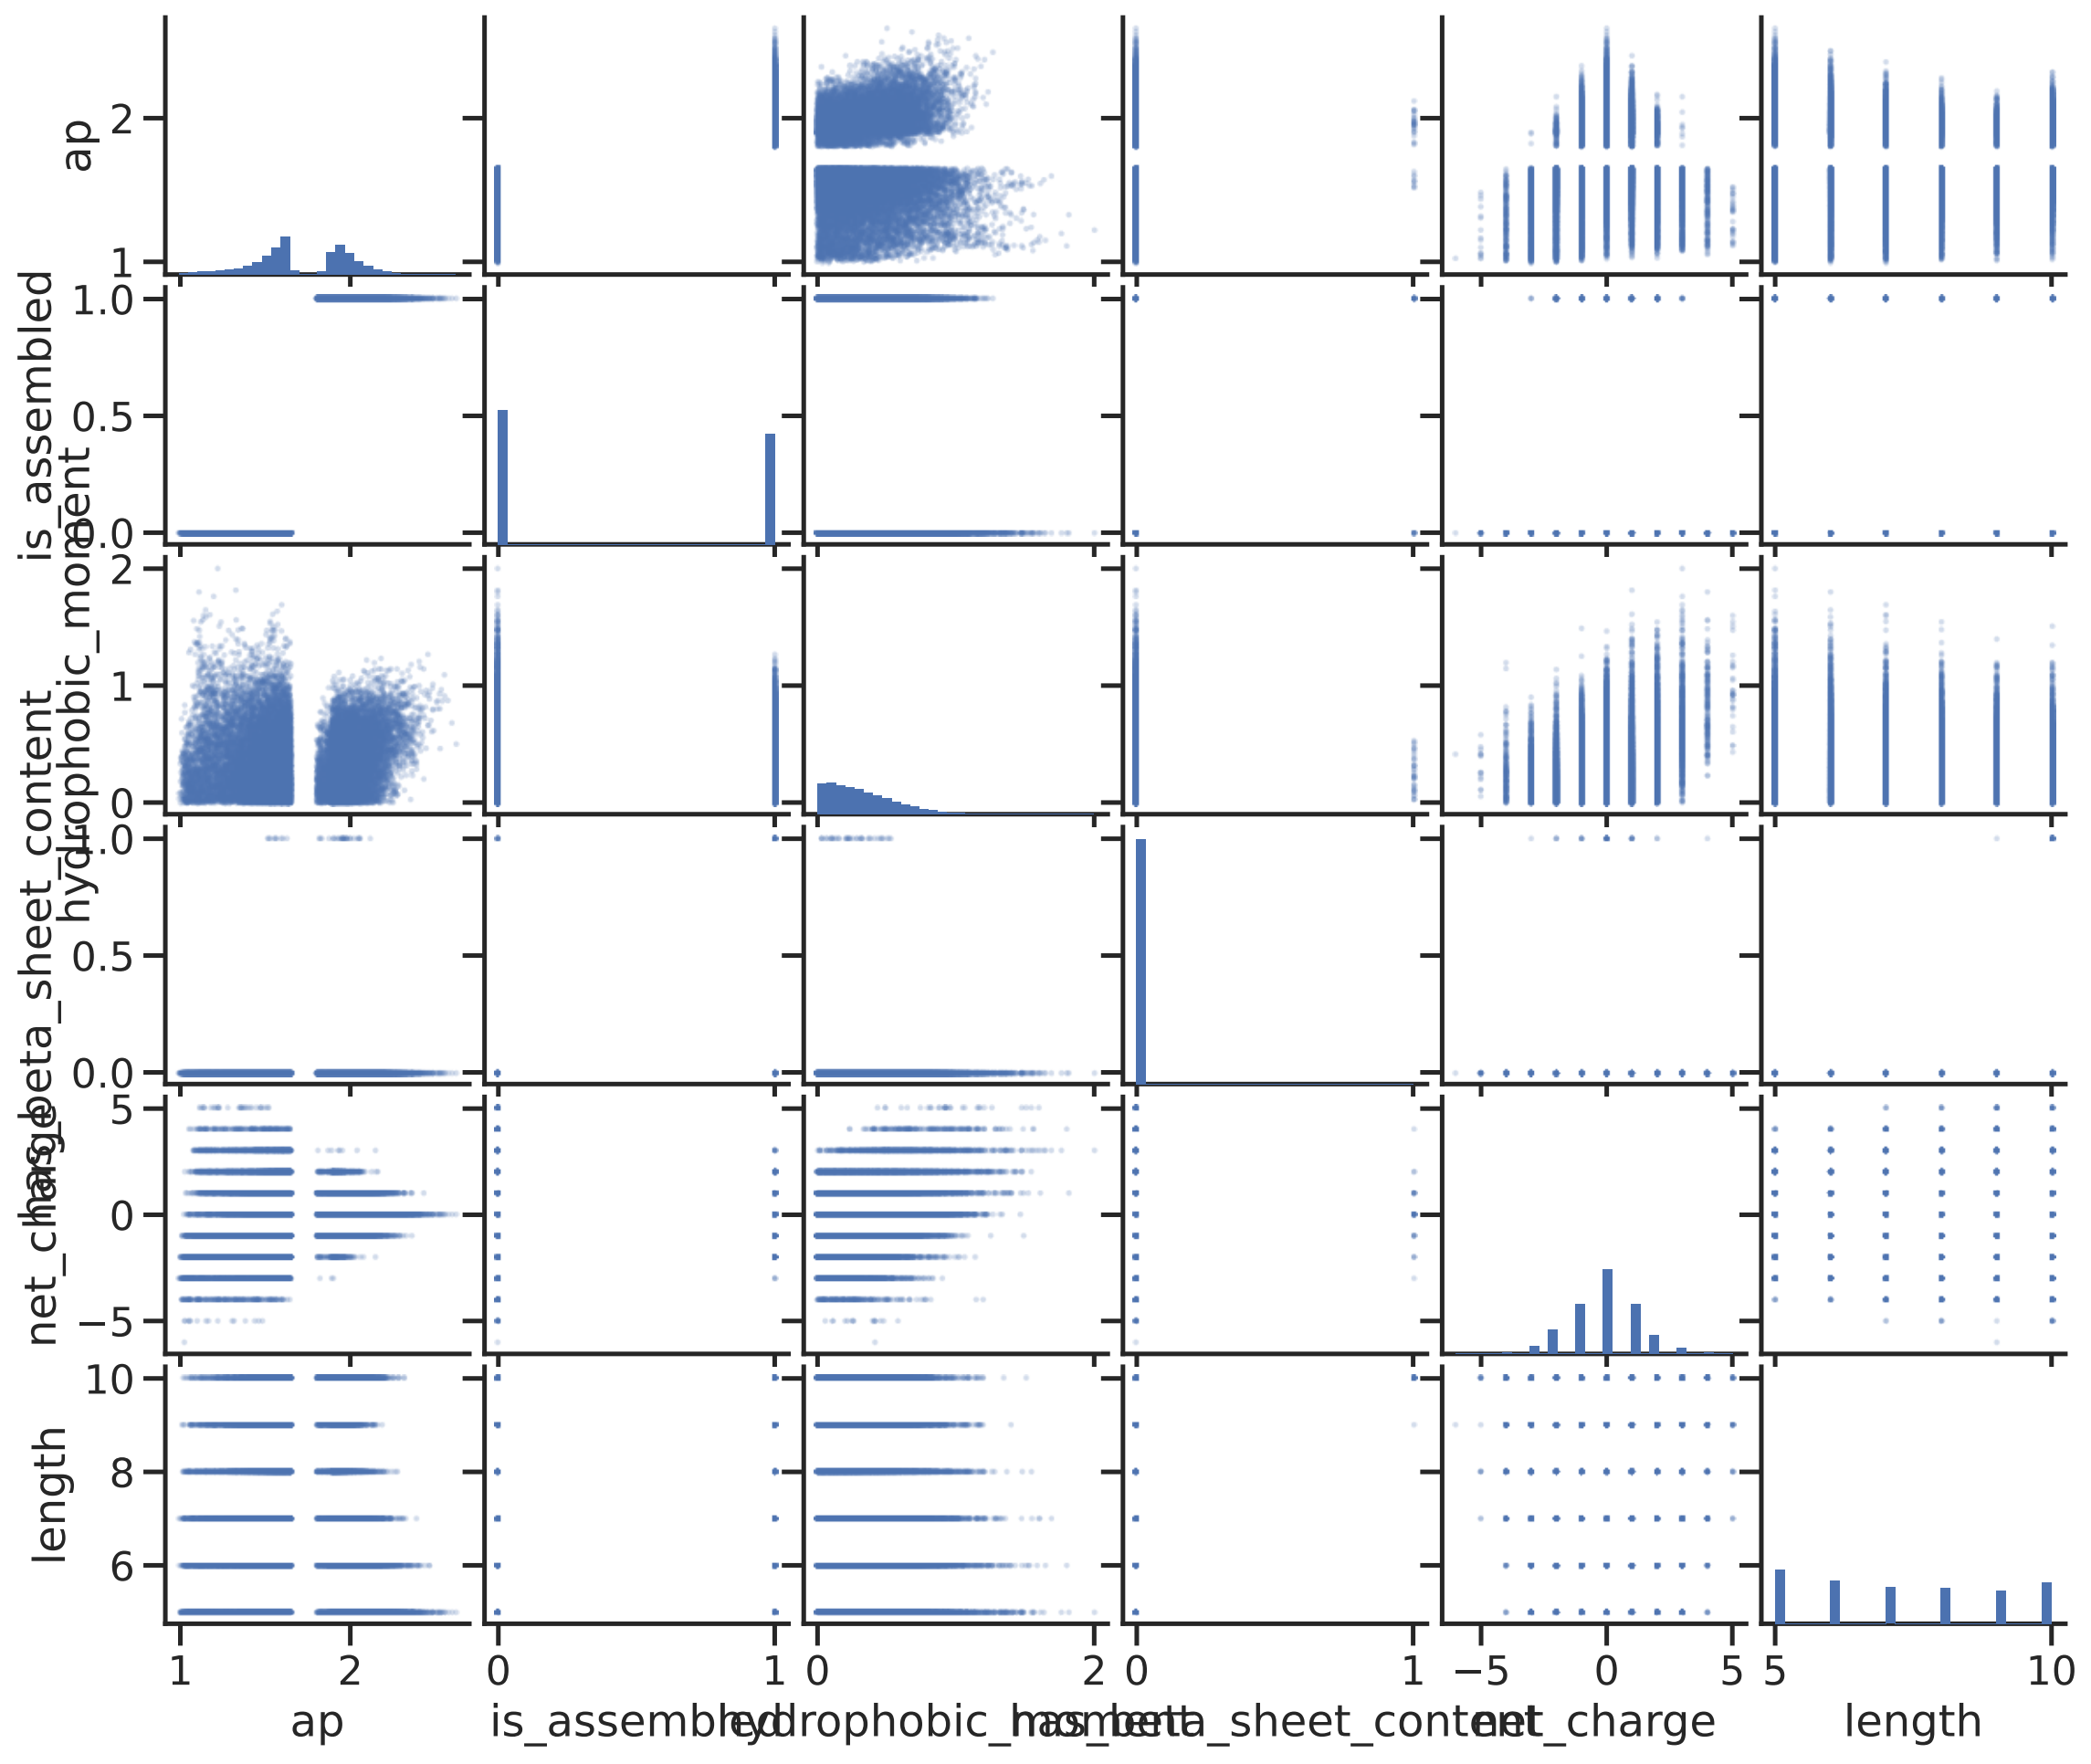 ap
2
1
is_assembled
1.0
0.5
0.0
hydrophobic_moment
2
1
0
has_beta_sheet_content
1.0
0.5
0.0
net_charge
5
0
−5
length
10
8
6
1 2 0 1 0 2 0 1 −5 0 5 5 10
ap is_assembled hydrophobic_moment has_beta_sheet_content net_charge length